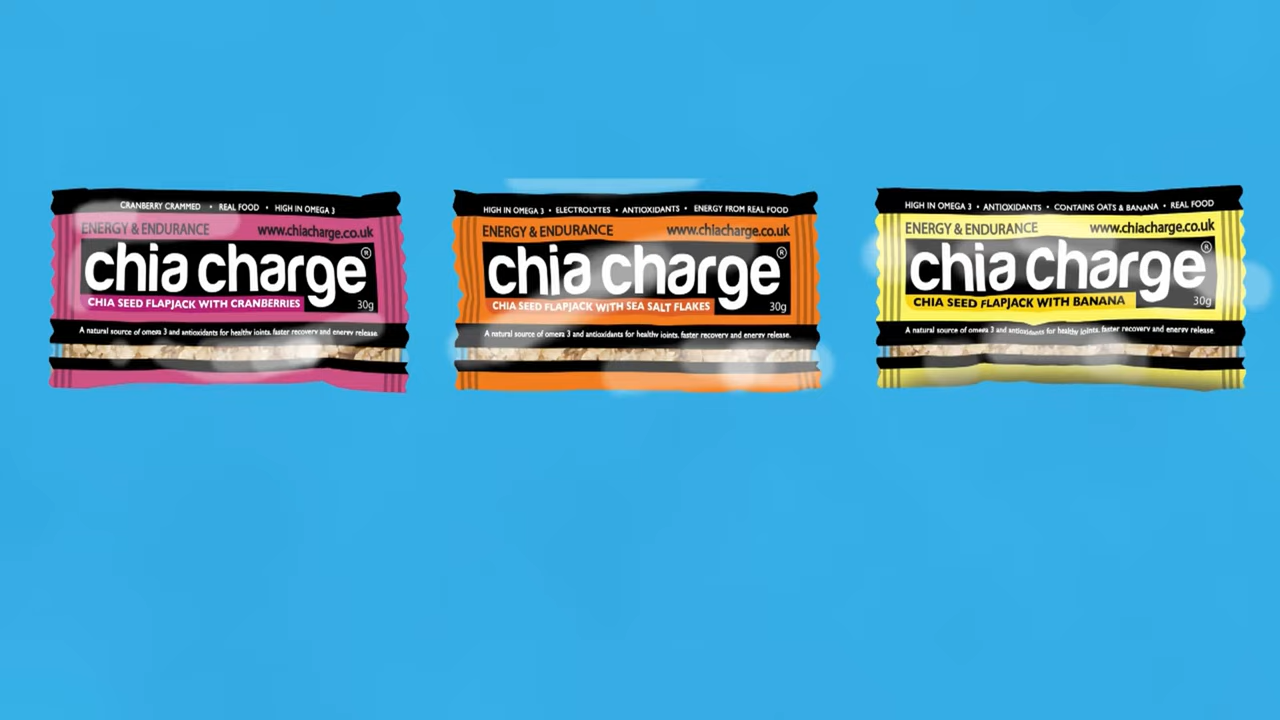 CRANBERRY CRAMMED • REAL FOOD • HIGH IN OMEGA 3
ENERGY & ENDURANCE www.chiacharge.co.uk
chia charge®
CHIA SEED FLAPJACK WITH CRANBERRIES 30g
A natural source of omega 3 and antioxidants for healthy joints, faster recovery and energy release.
HIGH IN OMEGA 3 • ELECTROLYTES • ANTIOXIDANTS • ENERGY FROM REAL FOOD
ENERGY & ENDURANCE www.chiacharge.co.uk
chia charge®
CHIA SEED FLAPJACK WITH SEA SALT FLAKES 30g
A natural source of omega 3 and antioxidants for healthy joints, faster recovery and energy release.
HIGH IN OMEGA 3 • ANTIOXIDANTS • CONTAINS OATS & BANANA • REAL FOOD
ENERGY & ENDURANCE www.chiacharge.co.uk
chia charge®
CHIA SEED FLAPJACK WITH BANANA 30g
A natural source of omega 3 and antioxidants for healthy joints, faster recovery and energy release.